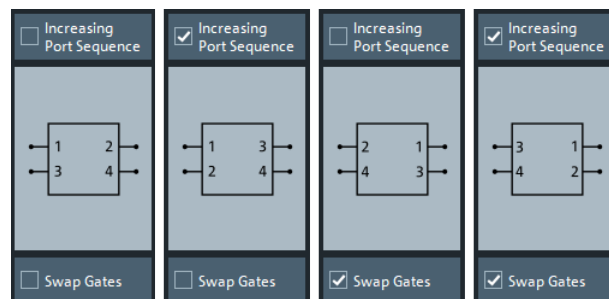 Increasing
Port Sequence
1 2
3 4
Swap Gates
Increasing
Port Sequence
1 3
2 4
Swap Gates
Increasing
Port Sequence
2 1
4 3
Swap Gates
Increasing
Port Sequence
3 1
4 2
Swap Gates